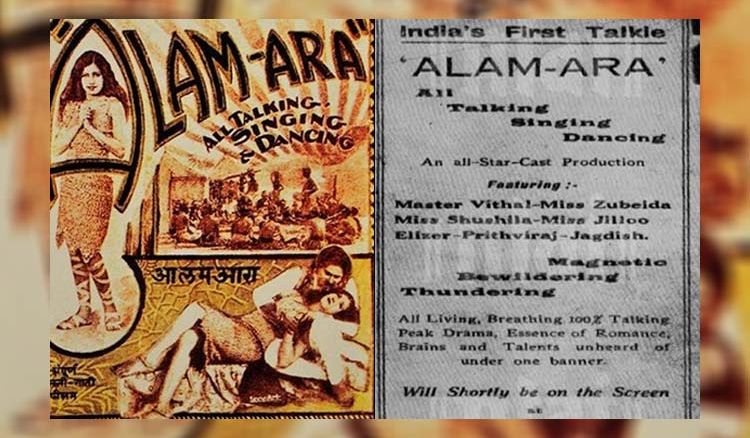 "ALAM-ARA"
ALL TALKING
SINGING
& DANCING
आलमआरा
संपूर्ण
India's First Talkie
'ALAM-ARA'
All
Talking
Singing
Dancing
An all-Star-Cast Production
Featuring :-
Master Vithal-Miss Zubeida
Miss Shushila-Miss Jilloo
Elizer-Prithviraj-Jagdish.
Magnetic
Bewildering
Thundering
All Living, Breathing 100% Talking
Peak Drama, Essence of Romance,
Brains and Talents unheard of
under one banner.
Will Shortly be on the Screen
at